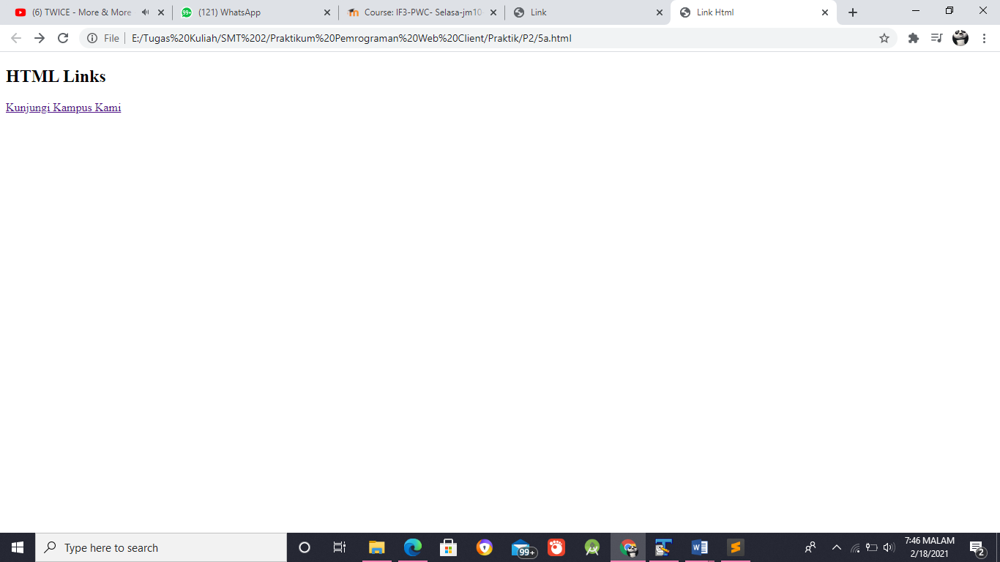 (6) TWICE - More & More
(121) WhatsApp
Course: IF3-PWC- Selasa-jm10
Link
Link Html
File
E:/Tugas%20Kuliah/SMT%202/Praktikum%20Pemrograman%20Web%20Client/Praktik/P2/5a.html
HTML Links
Kunjungi Kampus Kami
Type here to search
99+
7:46 MALAM
2/18/2021
2